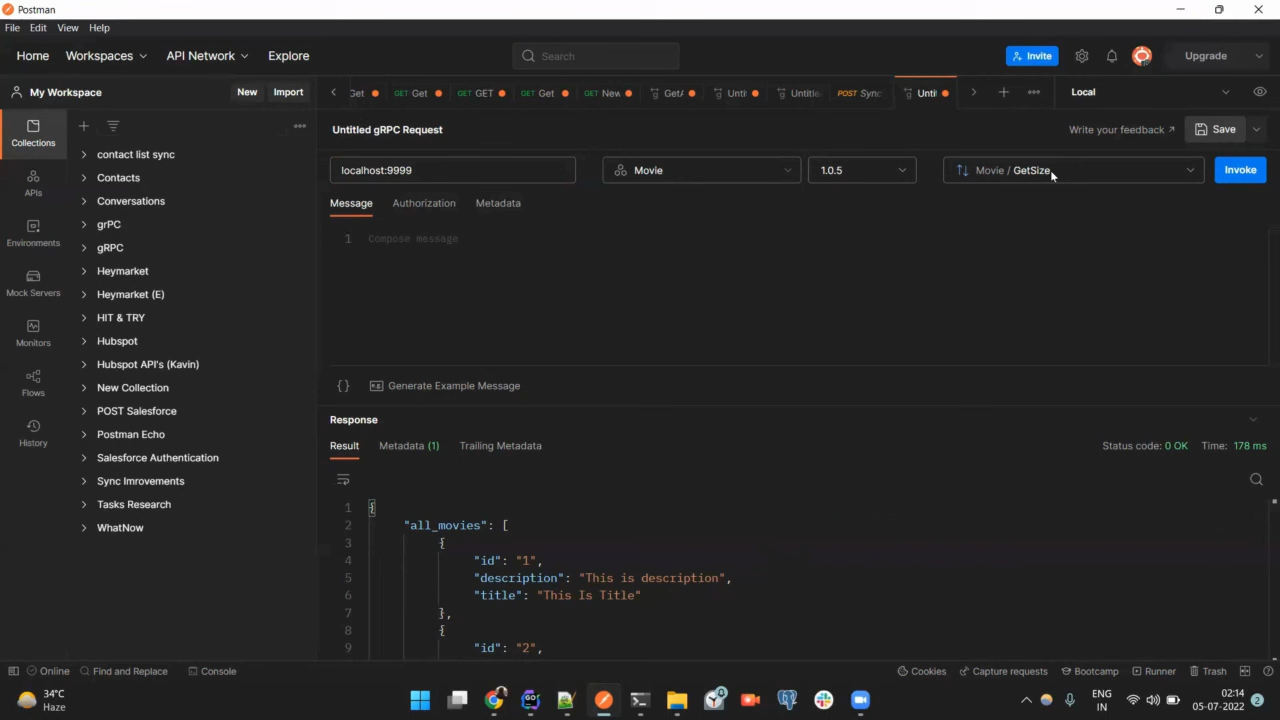 Postman
File Edit View Help
Home Workspaces API Network Explore Search Invite Upgrade
My Workspace New Import
Get GET Get GET GET GET Get GET New GetA Unti Untitle POST Sync Unti Local
Collections
APIs
Environments
Mock Servers
Monitors
Flows
History
contact list sync
Contacts
Conversations
grPC
gRPC
Heymarket
Heymarket (E)
HIT & TRY
Hubspot
Hubspot API's (Kavin)
New Collection
POST Salesforce
Postman Echo
Salesforce Authentication
Sync Imrovements
Tasks Research
WhatNow
Untitled gRPC Request Write your feedback Save
localhost:9999 Movie 1.0.5 Movie / GetSize Invoke
Message Authorization Metadata
1 Compose message
{} Generate Example Message
Response
Result Metadata (1) Trailing Metadata Status code: 0 OK Time: 178 ms
1 {
2 "all_movies": [
3 {
4 "id": "1",
5 "description": "This is description",
6 "title": "This Is Title"
7 },
8 {
9 "id": "2",
Online Find and Replace Console Cookies Capture requests Bootcamp Runner Trash
34°C
Haze
ENG
IN
02:14
05-07-2022
2